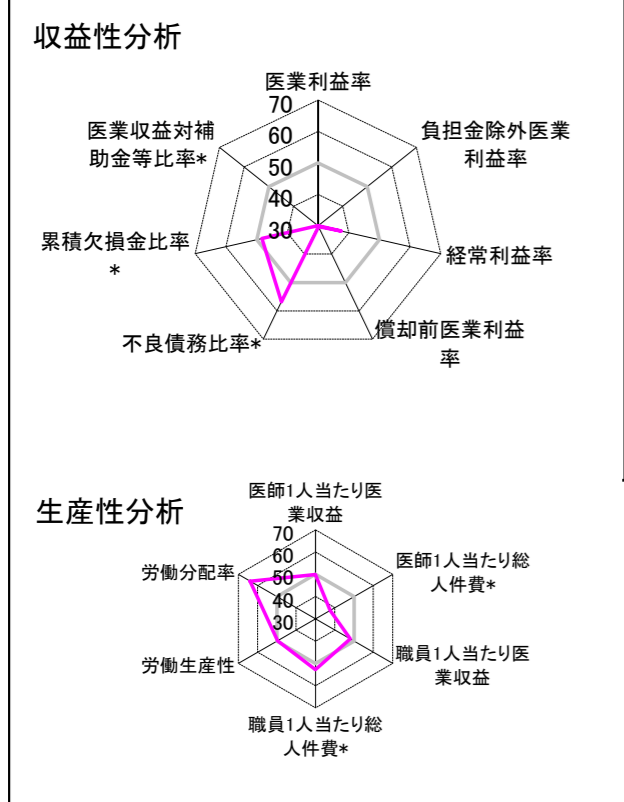 収益性分析
医業利益率
70
60
50
40
30
負担金除外医業
利益率
経常利益率
償却前医業利益
率
不良債務比率*
累積欠損金比率
*
医業収益対補
助金等比率*
生産性分析
医師1人当たり医
業収益
70
60
50
40
30
医師1人当たり総
人件費*
職員1人当たり医
業収益
職員1人当たり総
人件費*
労働生産性
労働分配率